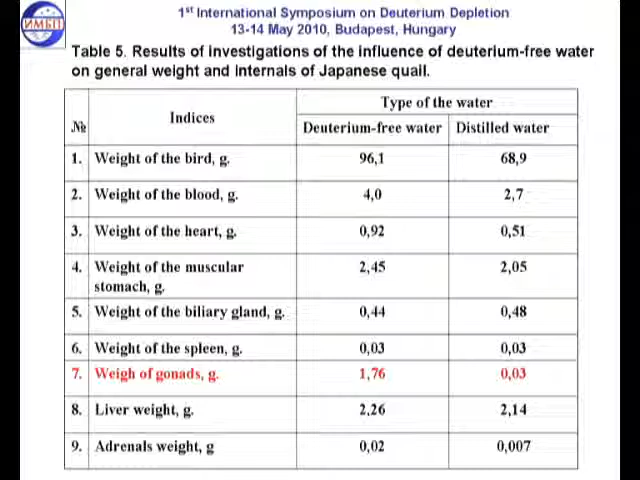 ИМБП
1st International Symposium on Deuterium Depletion
13-14 May 2010, Budapest, Hungary
Table 5. Results of investigations of the influence of deuterium-free water
on general weight and internals of Japanese quail.
№ Indices Type of the water
Deuterium-free water Distilled water
1. Weight of the bird, g. 96,1 68,9
2. Weight of the blood, g. 4,0 2,7
3. Weight of the heart, g. 0,92 0,51
4. Weight of the muscular 2,45 2,05
stomach, g.
5. Weight of the biliary gland, g. 0,44 0,48
6. Weight of the spleen, g. 0,03 0,03
7. Weigh of gonads, g. 1,76 0,03
8. Liver weight, g. 2,26 2,14
9. Adrenals weight, g 0,02 0,007